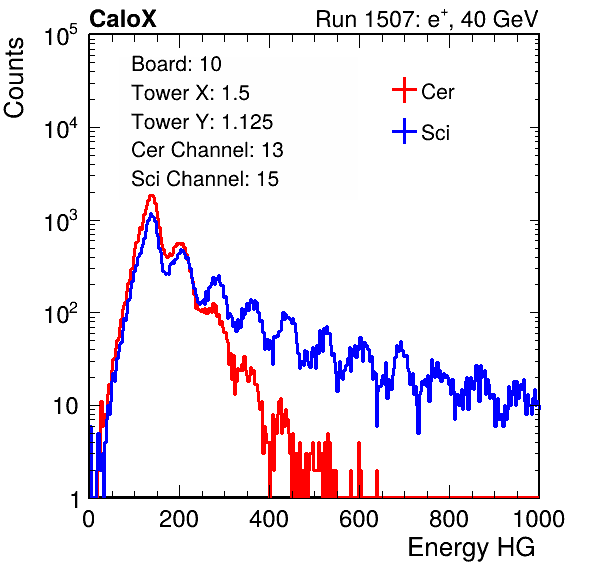 CaloX Run 1507: e⁺, 40 GeV
Counts
Board: 10
Tower X: 1.5
Tower Y: 1.125
Cer Channel: 13
Sci Channel: 15
Cer
Sci
10⁵
10⁴
10³
10²
10
1
0 200 400 600 800 1000
Energy HG